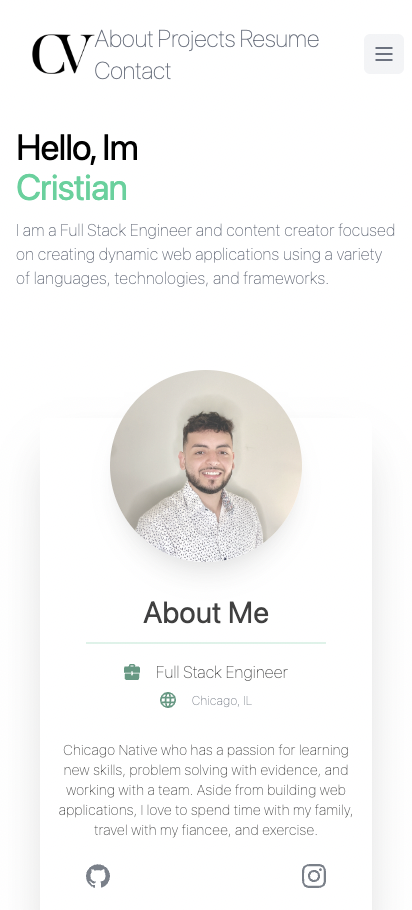 CV About Projects Resume
Contact
Hello, Im
Cristian
I am a Full Stack Engineer and content creator focused
on creating dynamic web applications using a variety
of languages, technologies, and frameworks.
About Me
Full Stack Engineer
Chicago, IL
Chicago Native who has a passion for learning
new skills, problem solving with evidence, and
working with a team. Aside from building web
applications, I love to spend time with my family,
travel with my fiancee, and exercise.